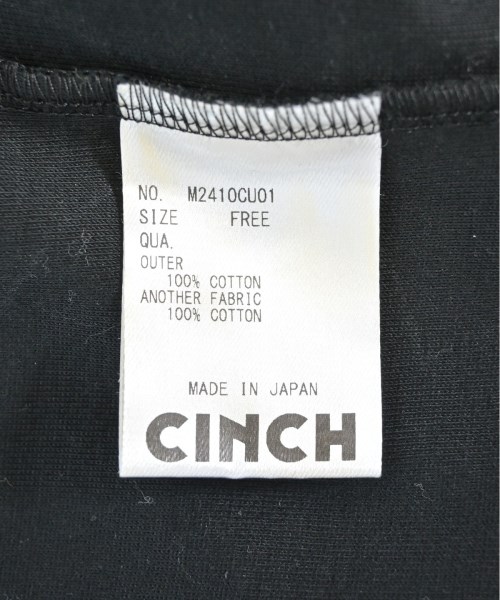 NO. M2410CU01
SIZE FREE
QUA.
OUTER
100% COTTON
ANOTHER FABRIC
100% COTTON
MADE IN JAPAN
CINCH